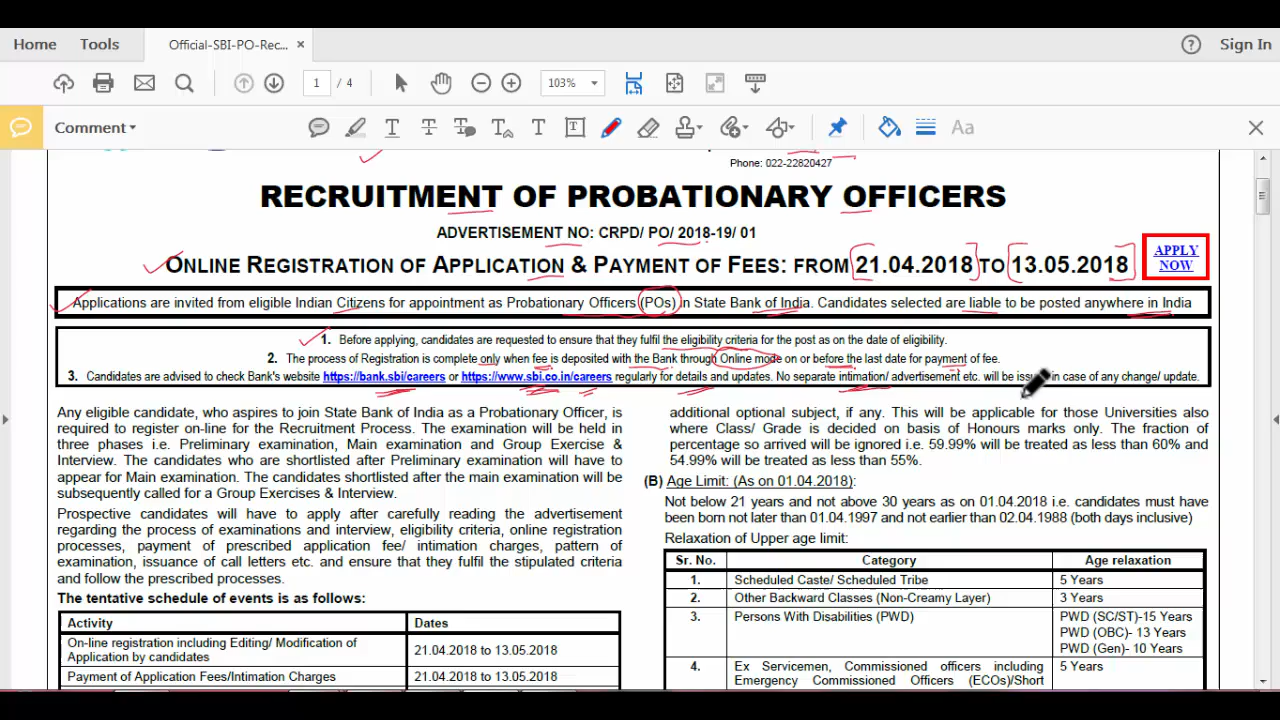 Home
Tools
Official-SBI-PO-Rec... ×
Sign In
1 / 4
103%
Comment
Aa
Phone: 022-22820427
RECRUITMENT OF PROBATIONARY OFFICERS
ADVERTISEMENT NO: CRPD/ PO/ 2018-19/ 01
ONLINE REGISTRATION OF APPLICATION & PAYMENT OF FEES: FROM 21.04.2018 TO 13.05.2018
APPLY
NOW
Applications are invited from eligible Indian Citizens for appointment as Probationary Officers (POs) in State Bank of India. Candidates selected are liable to be posted anywhere in India
1. Before applying, candidates are requested to ensure that they fulfil the eligibility criteria for the post as on the date of eligibility.
2. The process of Registration is complete only when fee is deposited with the Bank through Online mode on or before the last date for payment of fee.
3. Candidates are advised to check Bank's website https://bank.sbi/careers or https://www.sbi.co.in/careers regularly for details and updates. No separate intimation/ advertisement etc. will be in case of any change/ update.
Any eligible candidate, who aspires to join State Bank of India as a Probationary Officer, is
required to register on-line for the Recruitment Process. The examination will be held in
three phases i.e. Preliminary examination, Main examination and Group Exercise &
Interview. The candidates who are shortlisted after Preliminary examination will have to
appear for Main examination. The candidates shortlisted after the main examination will be
subsequently called for a Group Exercises & Interview.
Prospective candidates will have to apply after carefully reading the advertisement
regarding the process of examinations and interview, eligibility criteria, online registration
processes, payment of prescribed application fee/ intimation charges, pattern of
examination, issuance of call letters etc. and ensure that they fulfil the stipulated criteria
and follow the prescribed processes.
The tentative schedule of events is as follows:
Activity Dates
On-line registration including Editing/ Modification of
Application by candidates 21.04.2018 to 13.05.2018
Payment of Application Fees/Intimation Charges 21.04.2018 to 13.05.2018
additional optional subject, if any. This will be applicable for those Universities also
where Class/ Grade is decided on basis of Honours marks only. The fraction of
percentage so arrived will be ignored i.e. 59.99% will be treated as less than 60% and
54.99% will be treated as less than 55%.
(B) Age Limit: (As on 01.04.2018):
Not below 21 years and not above 30 years as on 01.04.2018 i.e. candidates must have
been born not later than 01.04.1997 and not earlier than 02.04.1988 (both days inclusive)
Relaxation of Upper age limit:
Sr. No. Category Age relaxation
1. Scheduled Caste/ Scheduled Tribe 5 Years
2. Other Backward Classes (Non-Creamy Layer) 3 Years
3. Persons With Disabilities (PWD) PWD (SC/ST)-15 Years
PWD (OBC)- 13 Years
PWD (Gen)- 10 Years
4. Ex Servicemen, Commissioned officers including 5 Years
Emergency Commissioned Officers (ECOs)/Short